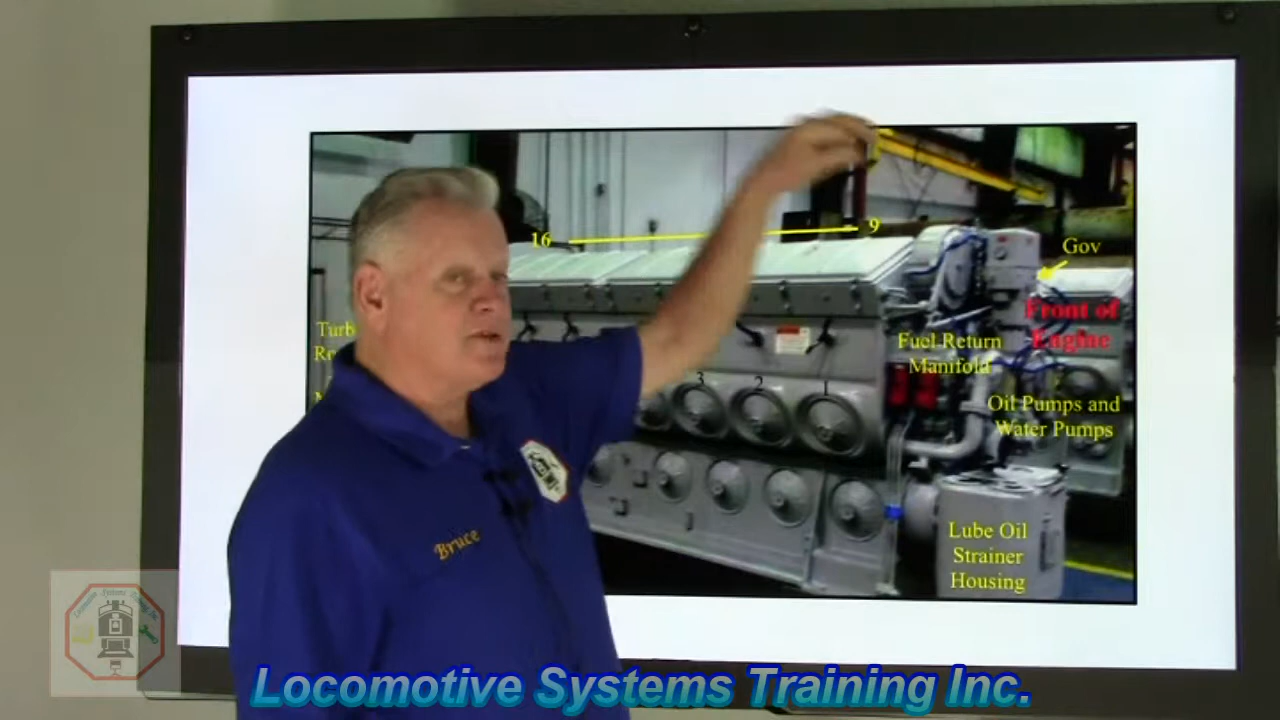 16
9
Gov
Front of
Engine
Fuel Return
Manifold
3
2
1
Oil Pumps and
Water Pumps
Lube Oil
Strainer
Housing
Bruce
Locomotive Systems Training Inc.